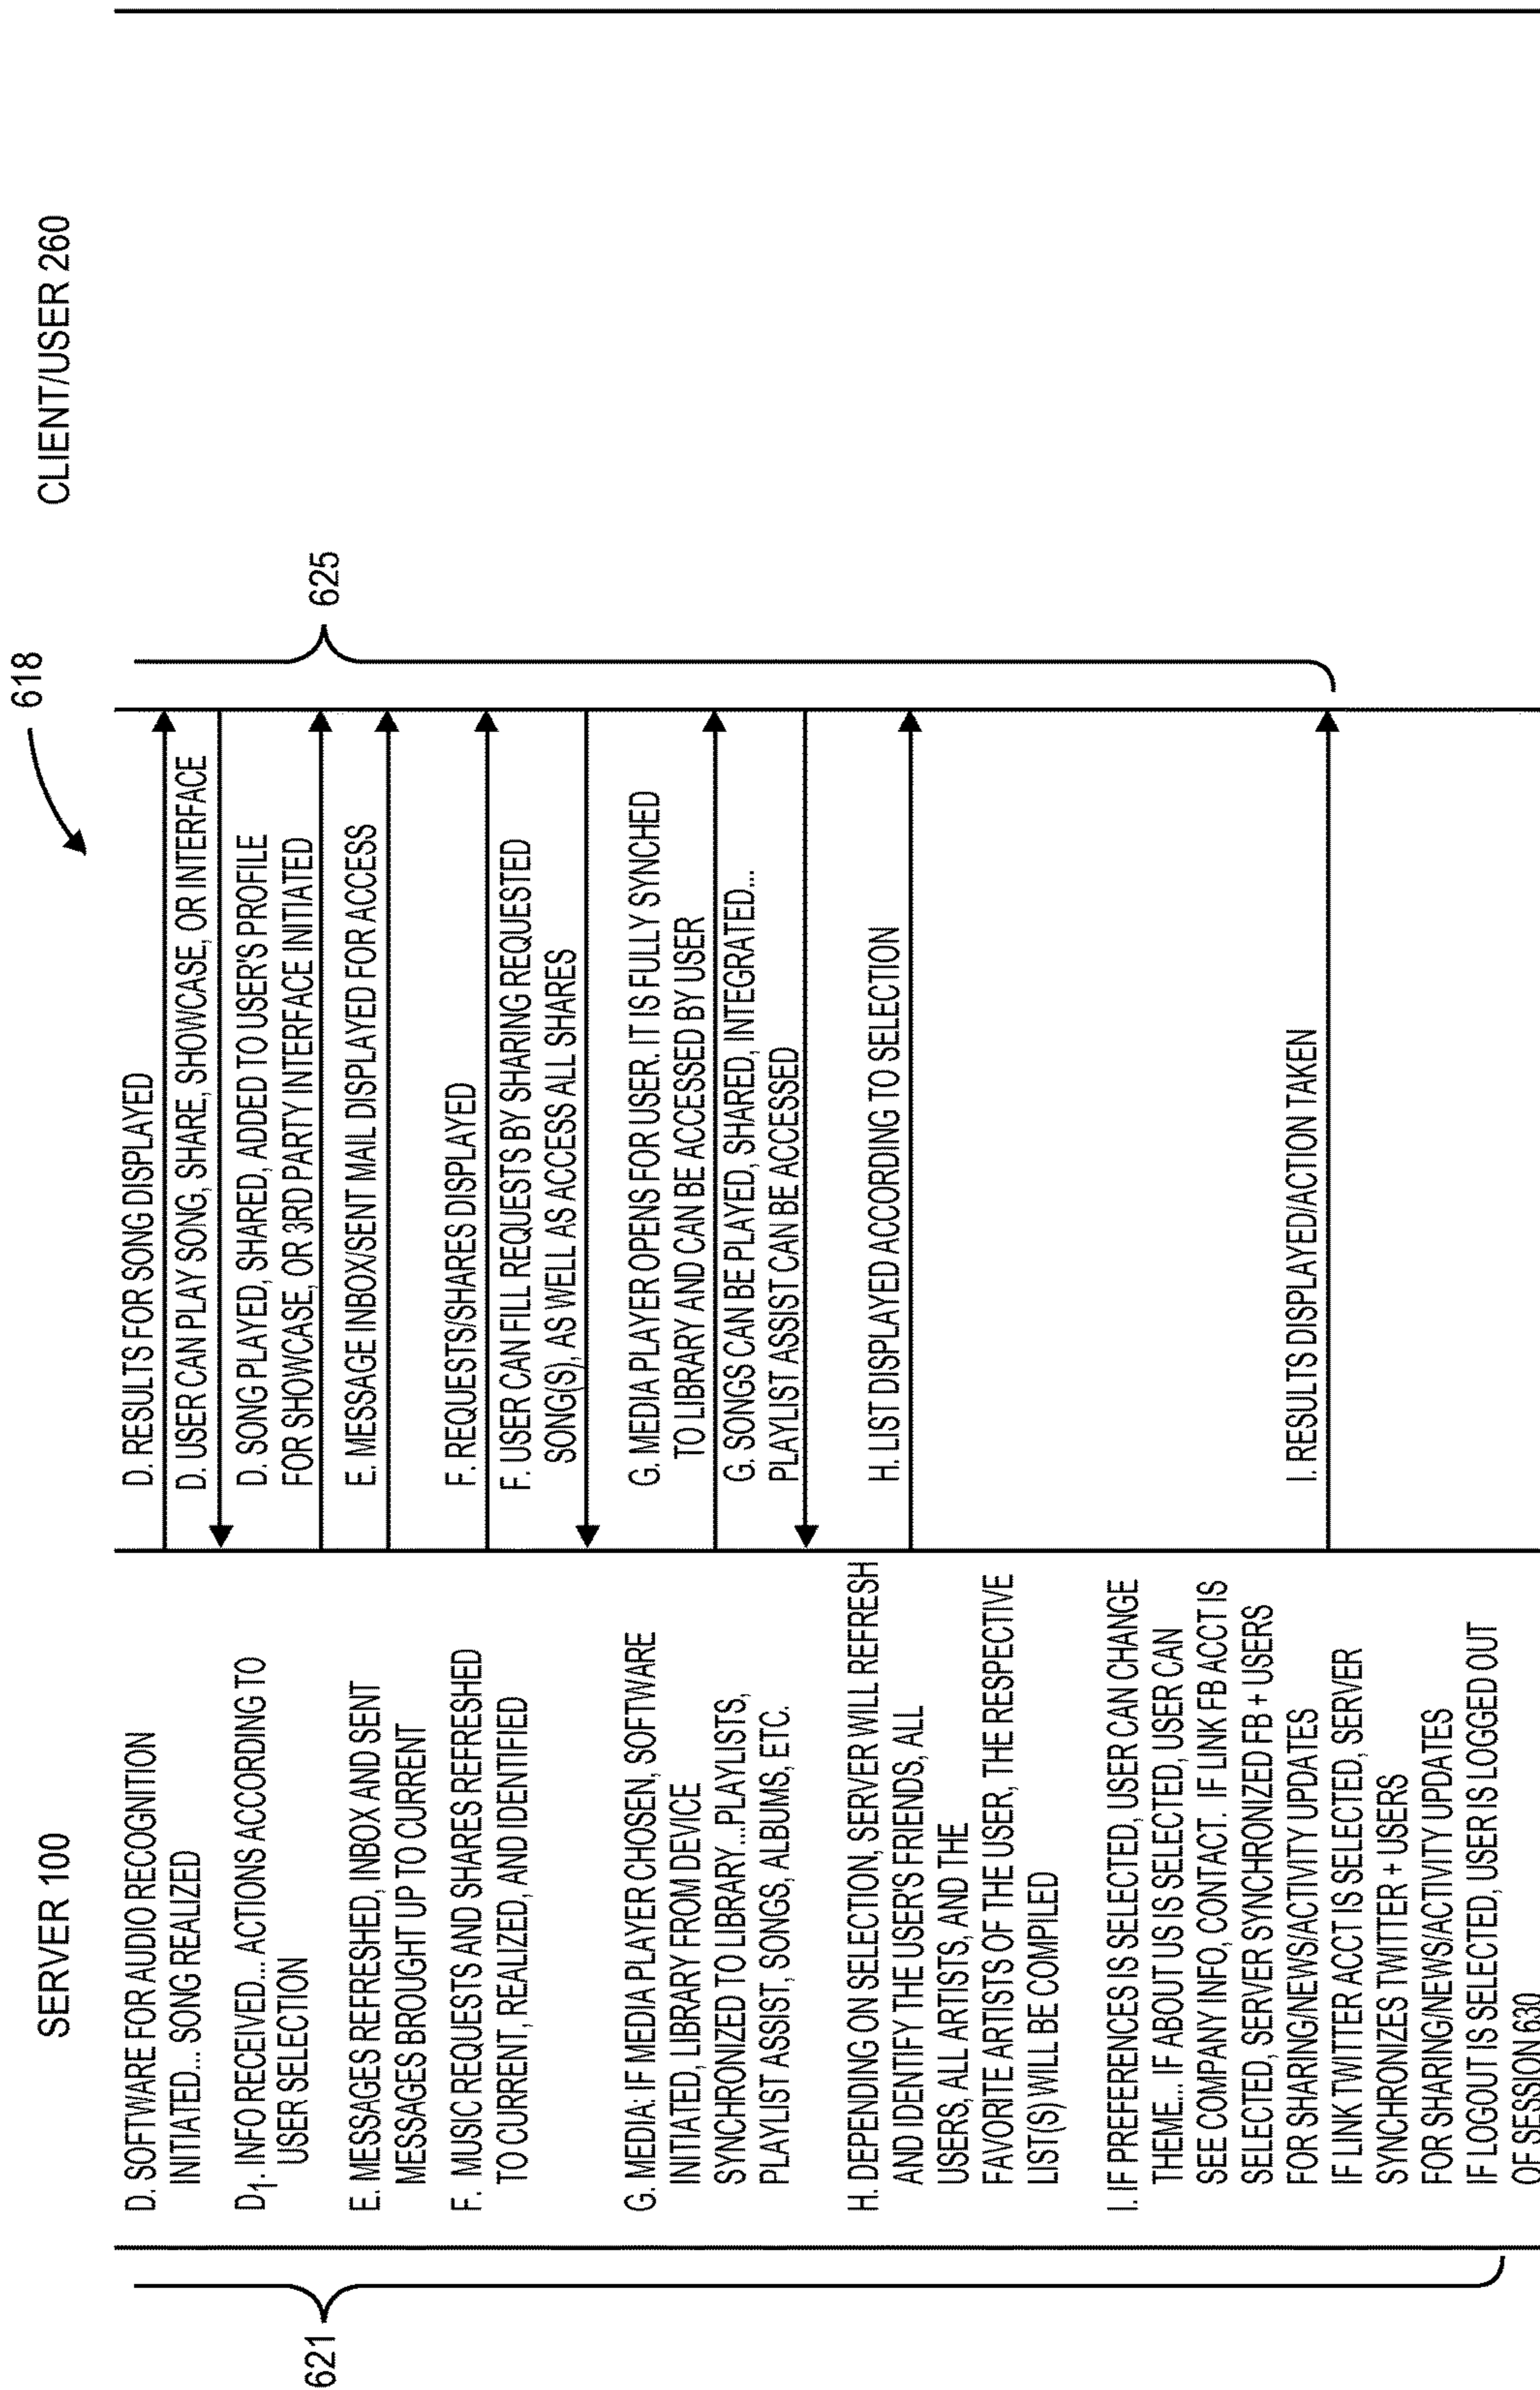 618
SERVER 100
CLIENT/USER 260
621
D. SOFTWARE FOR AUDIO RECOGNITION
INITIATED... SONG REALIZED
D1. INFO RECEIVED... ACTIONS ACCORDING TO
USER SELECTION
E. MESSAGES REFRESHED, INBOX AND SENT
MESSAGES BROUGHT UP TO CURRENT
F. MUSIC REQUESTS AND SHARES REFRESHED
TO CURRENT, REALIZED, AND IDENTIFIED
G. MEDIA: IF MEDIA PLAYER CHOSEN, SOFTWARE
INITIATED, LIBRARY FROM DEVICE
SYNCHRONIZED TO LIBRARY...PLAYLISTS,
PLAYLIST ASSIST, SONGS, ALBUMS, ETC.
H. DEPENDING ON SELECTION, SERVER WILL REFRESH
AND IDENTIFY THE USER'S FRIENDS, ALL
USERS, ALL ARTISTS, AND THE
FAVORITE ARTISTS OF THE USER, THE RESPECTIVE
LIST(S) WILL BE COMPILED
I. IF PREFERENCES IS SELECTED, USER CAN CHANGE
THEME... IF ABOUT US IS SELECTED, USER CAN
SEE COMPANY INFO, CONTACT. IF LINK FB ACCT IS
SELECTED, SERVER SYNCHRONIZED FB + USERS
FOR SHARING/NEWS/ACTIVITY UPDATES
IF LINK TWITTER ACCT IS SELECTED, SERVER
SYNCHRONIZES TWITTER + USERS
FOR SHARING/NEWS/ACTIVITY UPDATES
IF LOGOUT IS SELECTED, USER IS LOGGED OUT
OF SESSION 630
D. RESULTS FOR SONG DISPLAYED
D. USER CAN PLAY SONG, SHARE, SHOWCASE, OR INTERFACE
D. SONG PLAYED, SHARED, ADDED TO USER'S PROFILE
FOR SHOWCASE, OR 3RD PARTY INTERFACE INITIATED
E. MESSAGE INBOX/SENT MAIL DISPLAYED FOR ACCESS
F. REQUESTS/SHARES DISPLAYED
F. USER CAN FILL REQUESTS BY SHARING REQUESTED
SONG(S), AS WELL AS ACCESS ALL SHARES
G. MEDIA PLAYER OPENS FOR USER. IT IS FULLY SYNCHED
TO LIBRARY AND CAN BE ACCESSED BY USER
G. SONGS CAN BE PLAYED, SHARED, INTEGRATED...
PLAYLIST ASSIST CAN BE ACCESSED
H. LIST DISPLAYED ACCORDING TO SELECTION
I. RESULTS DISPLAYED/ACTION TAKEN
625